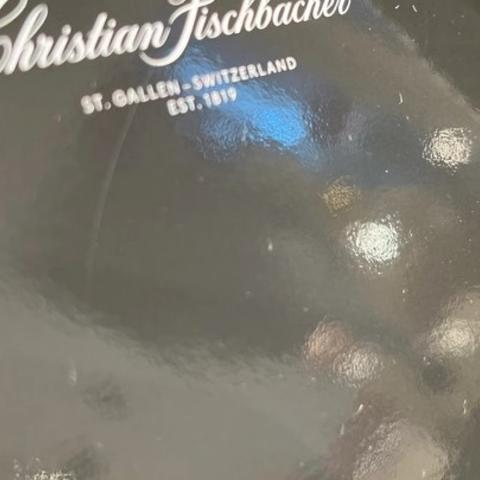 Christian Fischbacher
ST. GALLEN-SWITZERLAND
EST. 1819